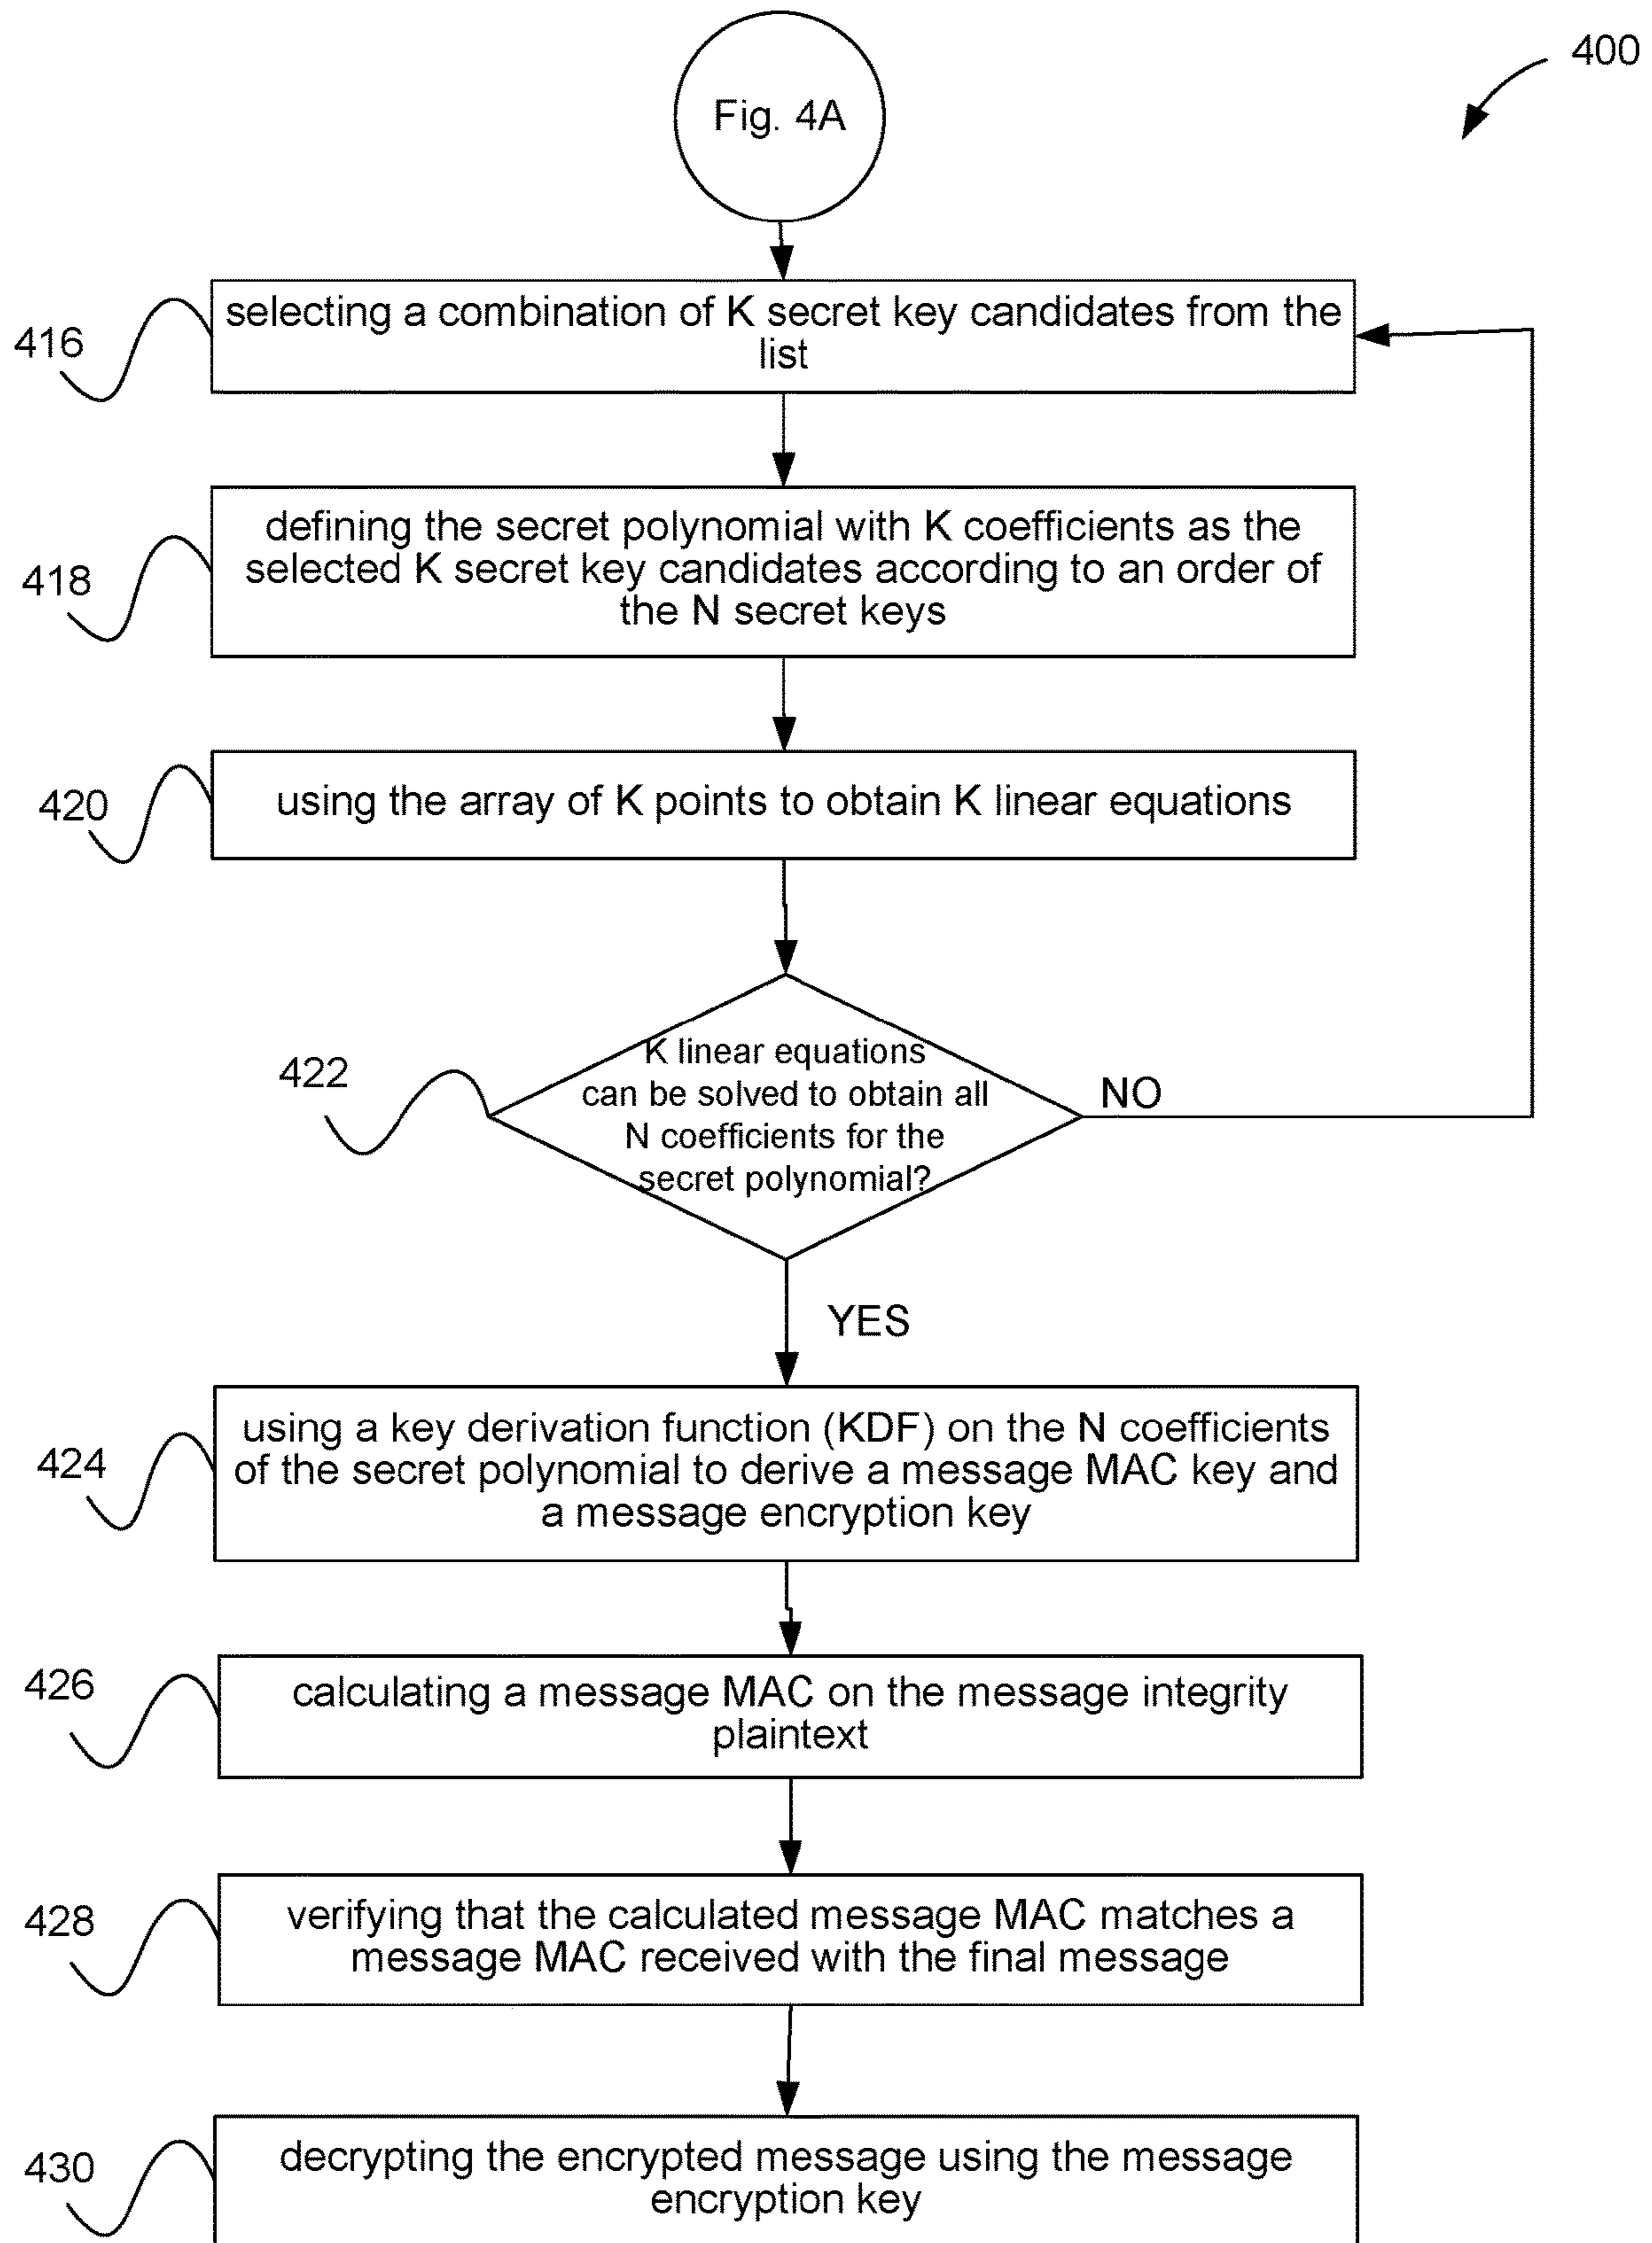 Fig. 4A
400
416
selecting a combination of K secret key candidates from the
list
418
defining the secret polynomial with K coefficients as the
selected K secret key candidates according to an order of
the N secret keys
420
using the array of K points to obtain K linear equations
422
K linear equations
can be solved to obtain all
N coefficients for the
secret polynomial?
NO
YES
424
using a key derivation function (KDF) on the N coefficients
of the secret polynomial to derive a message MAC key and
a message encryption key
426
calculating a message MAC on the message integrity
plaintext
428
verifying that the calculated message MAC matches a
message MAC received with the final message
430
decrypting the encrypted message using the message
encryption key